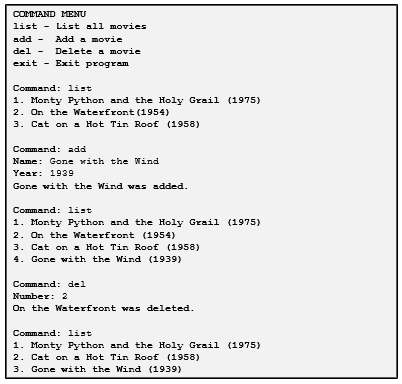 COMMAND MENU
list - List all movies
add -  Add a movie
del -  Delete a movie
exit - Exit program
Command: list
1. Monty Python and the Holy Grail (1975)
2. On the Waterfront(1954)
3. Cat on a Hot Tin Roof (1958)
Command: add
Name: Gone with the Wind
Year: 1939
Gone with the Wind was added.
Command: list
1. Monty Python and the Holy Grail (1975)
2. On the Waterfront (1954)
3. Cat on a Hot Tin Roof (1958)
4. Gone with the Wind (1939)
Command: del
Number: 2
On the Waterfront was deleted.
Command: list
1. Monty Python and the Holy Grail (1975)
2. Cat on a Hot Tin Roof (1958)
3. Gone with the Wind (1939)